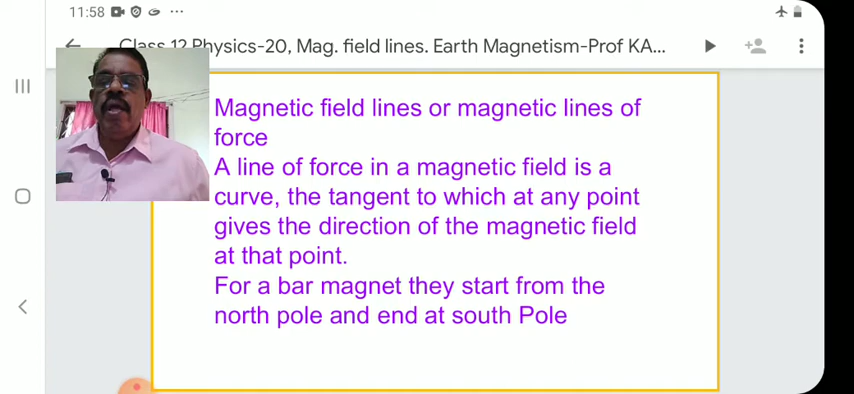 11:58
Class 12 Physics-20, Mag. field lines. Earth Magnetism-Prof KA...
Magnetic field lines or magnetic lines of
force
A line of force in a magnetic field is a
curve, the tangent to which at any point
gives the direction of the magnetic field
at that point.
For a bar magnet they start from the
north pole and end at south Pole